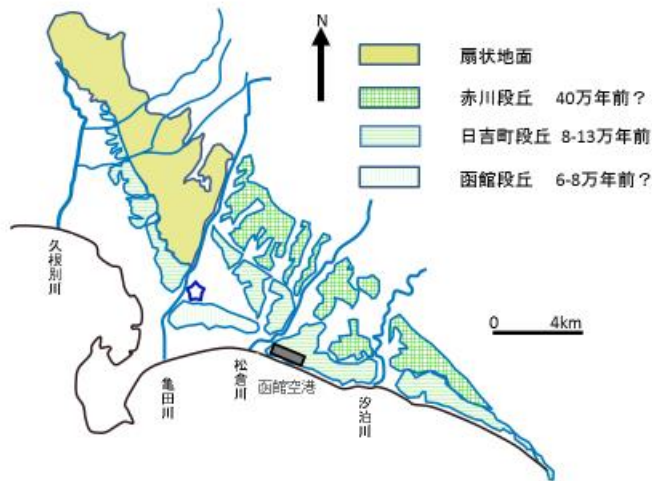 N
扇状地面
赤川段丘 40万年前?
日吉町段丘 8-13万年前
函館段丘 6-8万年前?
0 4km
久根別川
亀田川
松倉川
函館空港
汐泊川